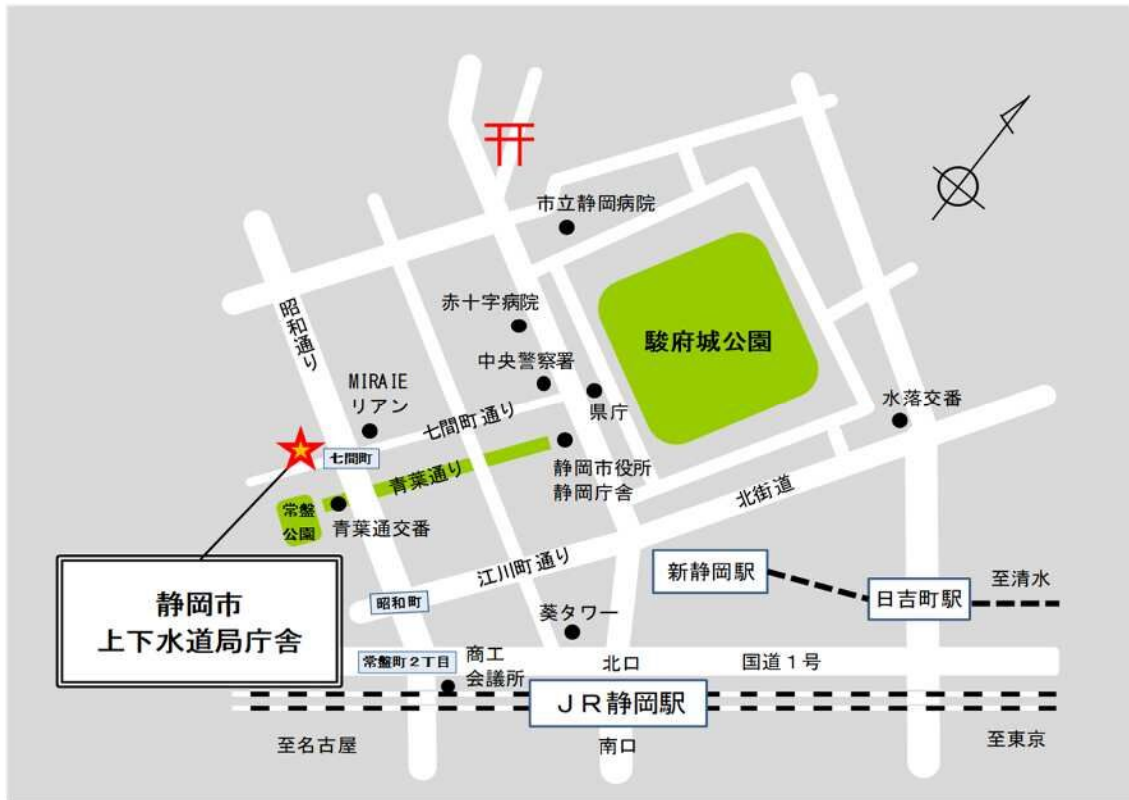 市立静岡病院
昭和通り
赤十字病院
駿府城公園
中央警察署
MIRAIE
リアン
県庁
水落交番
七間町通り
七間町
青葉通り
静岡市役所
静岡庁舎
常盤
公園
青葉通交番
北街道
江川町通り
新静岡駅
日吉町駅
至清水
静岡市
上下水道局庁舎
昭和町
葵タワー
常盤町2丁目
商工
会議所
北口
国道1号
JR静岡駅
至名古屋
南口
至東京